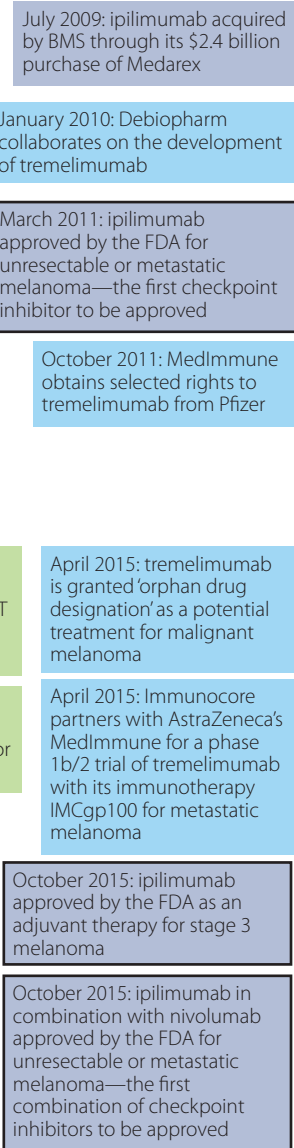 July 2009: ipilimumab acquired
by BMS through its $2.4 billion
purchase of Medarex
January 2010: Debiopharm
collaborates on the development
of tremelimumab
March 2011: ipilimumab
approved by the FDA for
unresectable or metastatic
melanoma—the first checkpoint
inhibitor to be approved
October 2011: MedImmune
obtains selected rights to
tremelimumab from Pfizer
April 2015: tremelimumab
is granted ‘orphan drug
designation’ as a potential
treatment for malignant
melanoma
April 2015: Immunocore
partners with AstraZeneca’s
MedImmune for a phase
1b/2 trial of tremelimumab
with its immunotherapy
IMCgp100 for metastatic
melanoma
October 2015: ipilimumab
approved by the FDA as an
adjuvant therapy for stage 3
melanoma
October 2015: ipilimumab in
combination with nivolumab
approved by the FDA for
unresectable or metastatic
melanoma—the first
combination of checkpoint
inhibitors to be approved